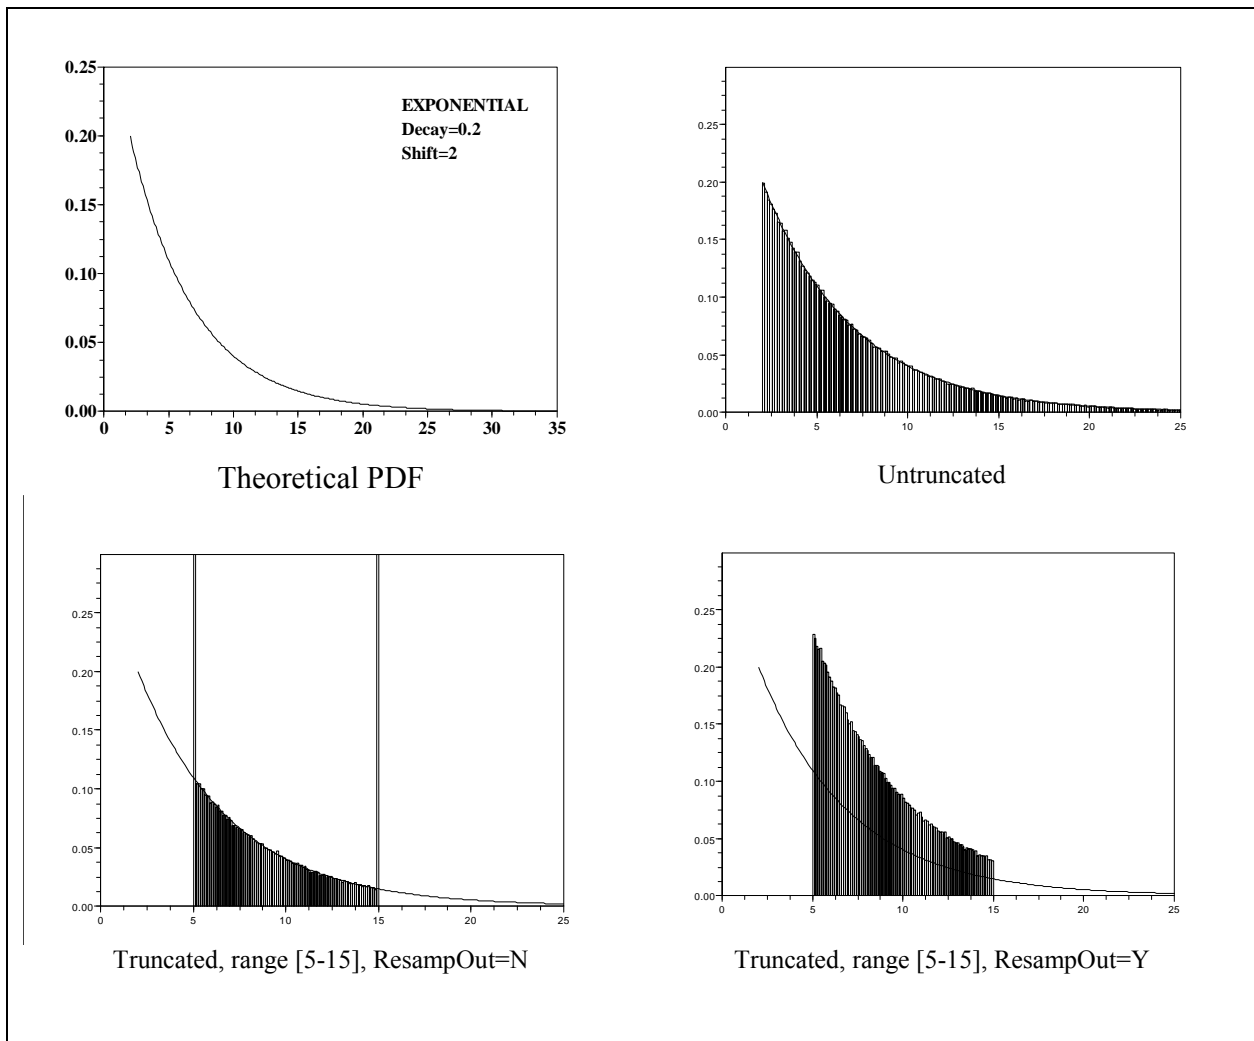 0.25
0.20
0.15
0.10
0.05
0.00
0 5 10 15 20 25 30 35
EXPONENTIAL
Decay=0.2
Shift=2
Theoretical PDF
0.25
0.20
0.15
0.10
0.05
0.00
0 5 10 15 20 25
Untruncated
0.25
0.20
0.15
0.10
0.05
0.00
0 5 10 15 20 25
Truncated, range [5-15], ResampOut=N
0.25
0.20
0.15
0.10
0.05
0.00
0 5 10 15 20 25
Truncated, range [5-15], ResampOut=Y